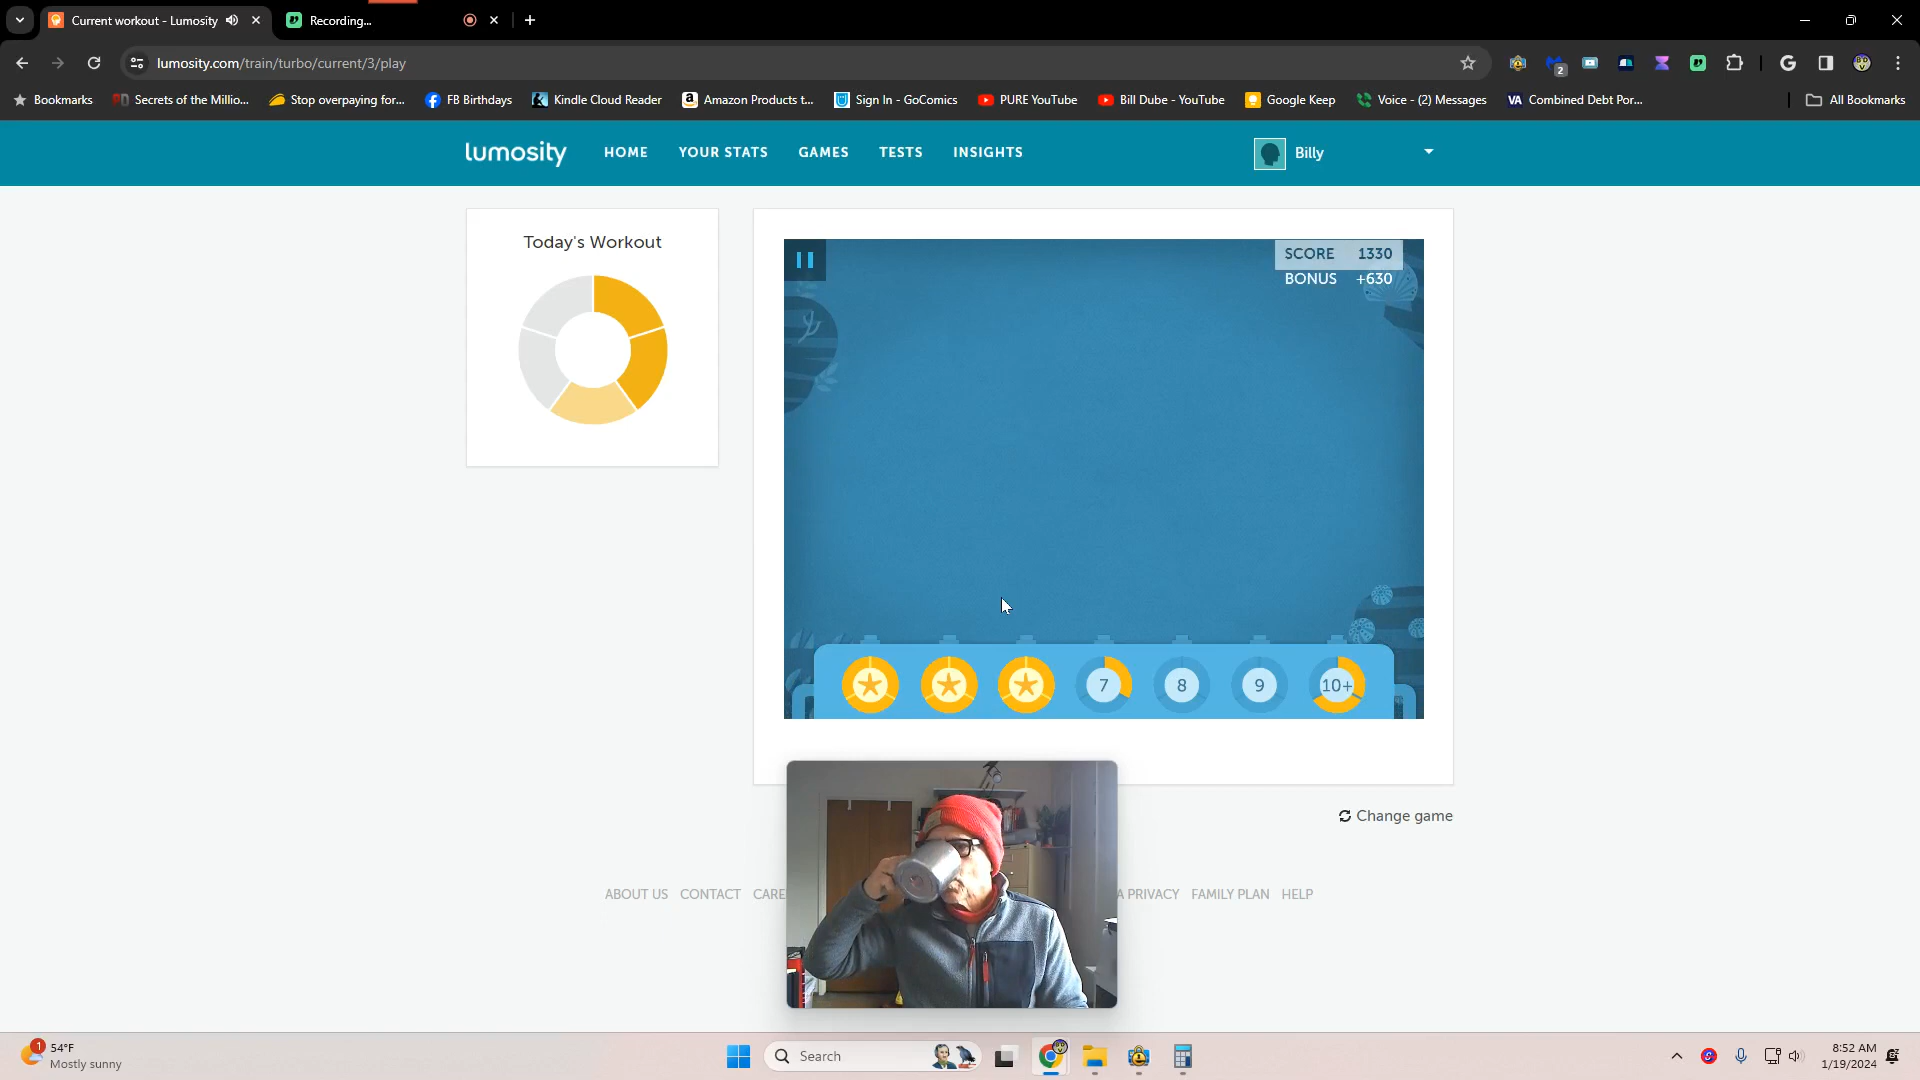 Current workout - Lumosity
Recording...
lumosity.com/train/turbo/current/3/play
2
Bookmarks
Secrets of the Millio...
Stop overpaying for...
FB Birthdays
Kindle Cloud Reader
Amazon Products t...
Sign In - GoComics
PURE YouTube
Bill Dube - YouTube
Google Keep
Voice - (2) Messages
VA Combined Debt Por...
All Bookmarks
lumosity
HOME
YOUR STATS
GAMES
TESTS
INSIGHTS
Billy
Today's Workout
SCORE 1330
BONUS +630
7
8
9
10+
Change game
ABOUT US
CONTACT
CARE
A PRIVACY
FAMILY PLAN
HELP
1
54°F
Mostly sunny
Search
8:52 AM
1/19/2024